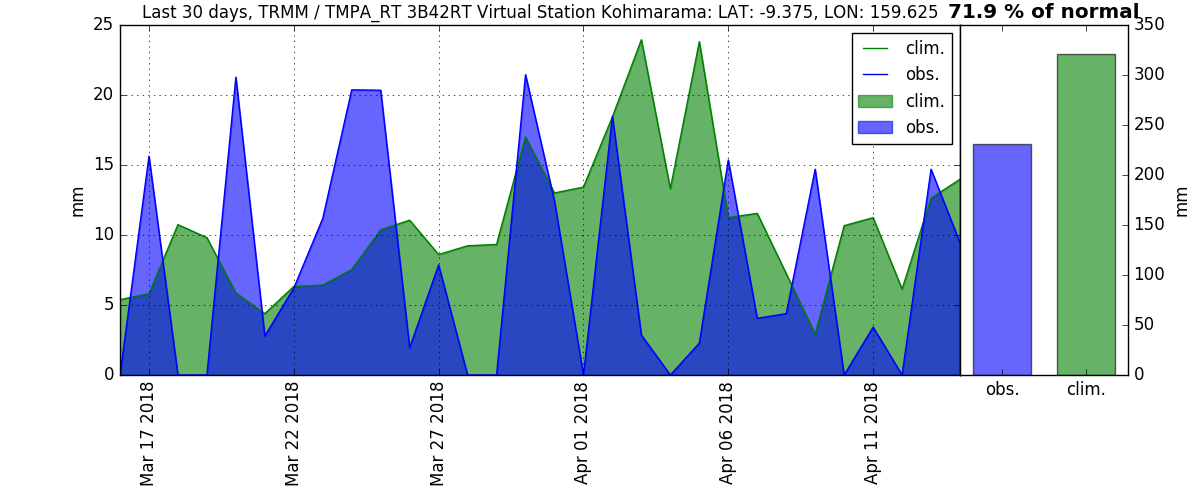 Last 30 days, TRMM / TMPA_RT 3B42RT Virtual Station Kohimarama: LAT: -9.375, LON: 159.625 71.9 % of normal
25
20
15
10
5
0
mm
clim.
obs.
clim.
obs.
Mar 17 2018
Mar 22 2018
Mar 27 2018
Apr 01 2018
Apr 06 2018
Apr 11 2018
350
300
250
200
150
100
50
0
mm
obs. clim.